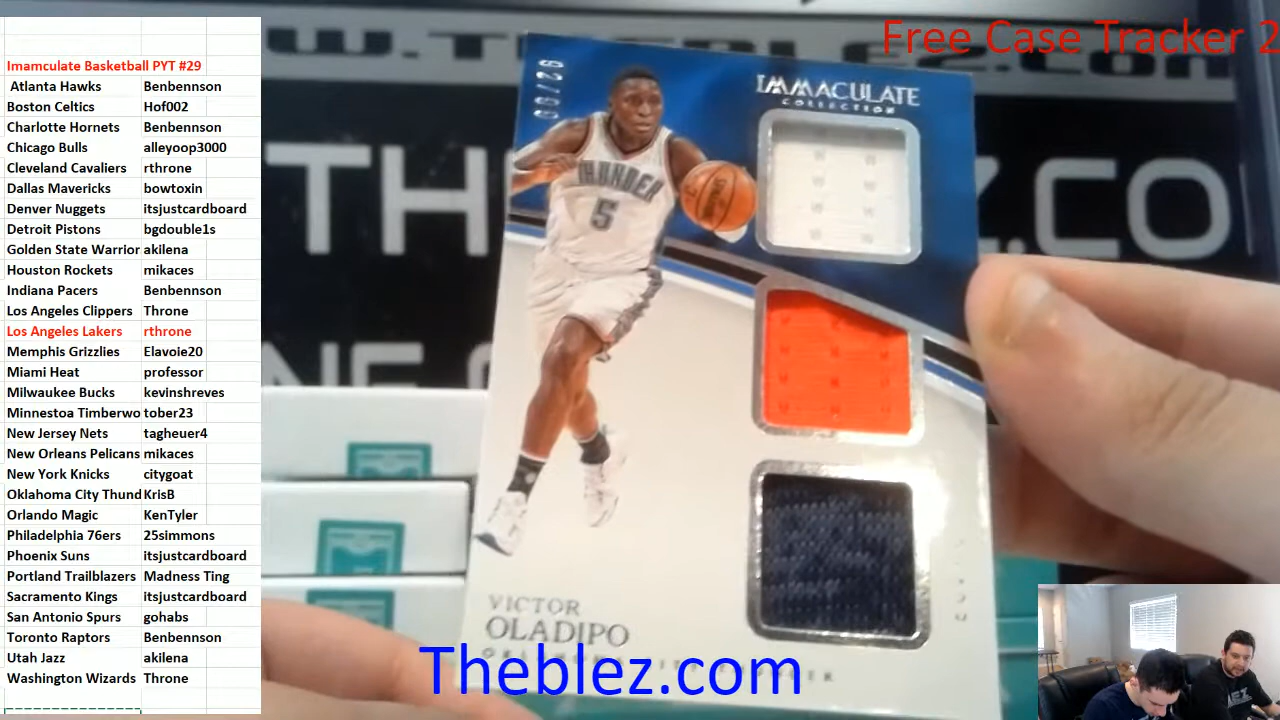 Free Case Tracker 2
Imamculate Basketball PYT #29
Atlanta Hawks Benbennson
Boston Celtics Hof002
Charlotte Hornets Benbennson
Chicago Bulls alleyoop3000
Cleveland Cavaliers rthrone
Dallas Mavericks bowtoxin
Denver Nuggets itsjustcardboard
Detroit Pistons bgdouble1s
Golden State Warrior akilena
Houston Rockets mikaces
Indiana Pacers Benbennson
Los Angeles Clippers Throne
Los Angeles Lakers rthrone
Memphis Grizzlies Elavoie20
Miami Heat professor
Milwaukee Bucks kevinshreves
Minnestoa Timberwo tober23
New Jersey Nets tagheuer4
New Orleans Pelicans mikaces
New York Knicks citygoat
Oklahoma City Thund KrisB
Orlando Magic KenTyler
Philadelphia 76ers 25simmons
Phoenix Suns itsjustcardboard
Portland Trailblazers Madness Ting
Sacramento Kings itsjustcardboard
San Antonio Spurs gohabs
Toronto Raptors Benbennson
Utah Jazz akilena
Washington Wizards Throne
IMMACULATE
COLLECTION
THUNDER
5
SPALDING
VICTOR
OLADIPO
Theblez.com